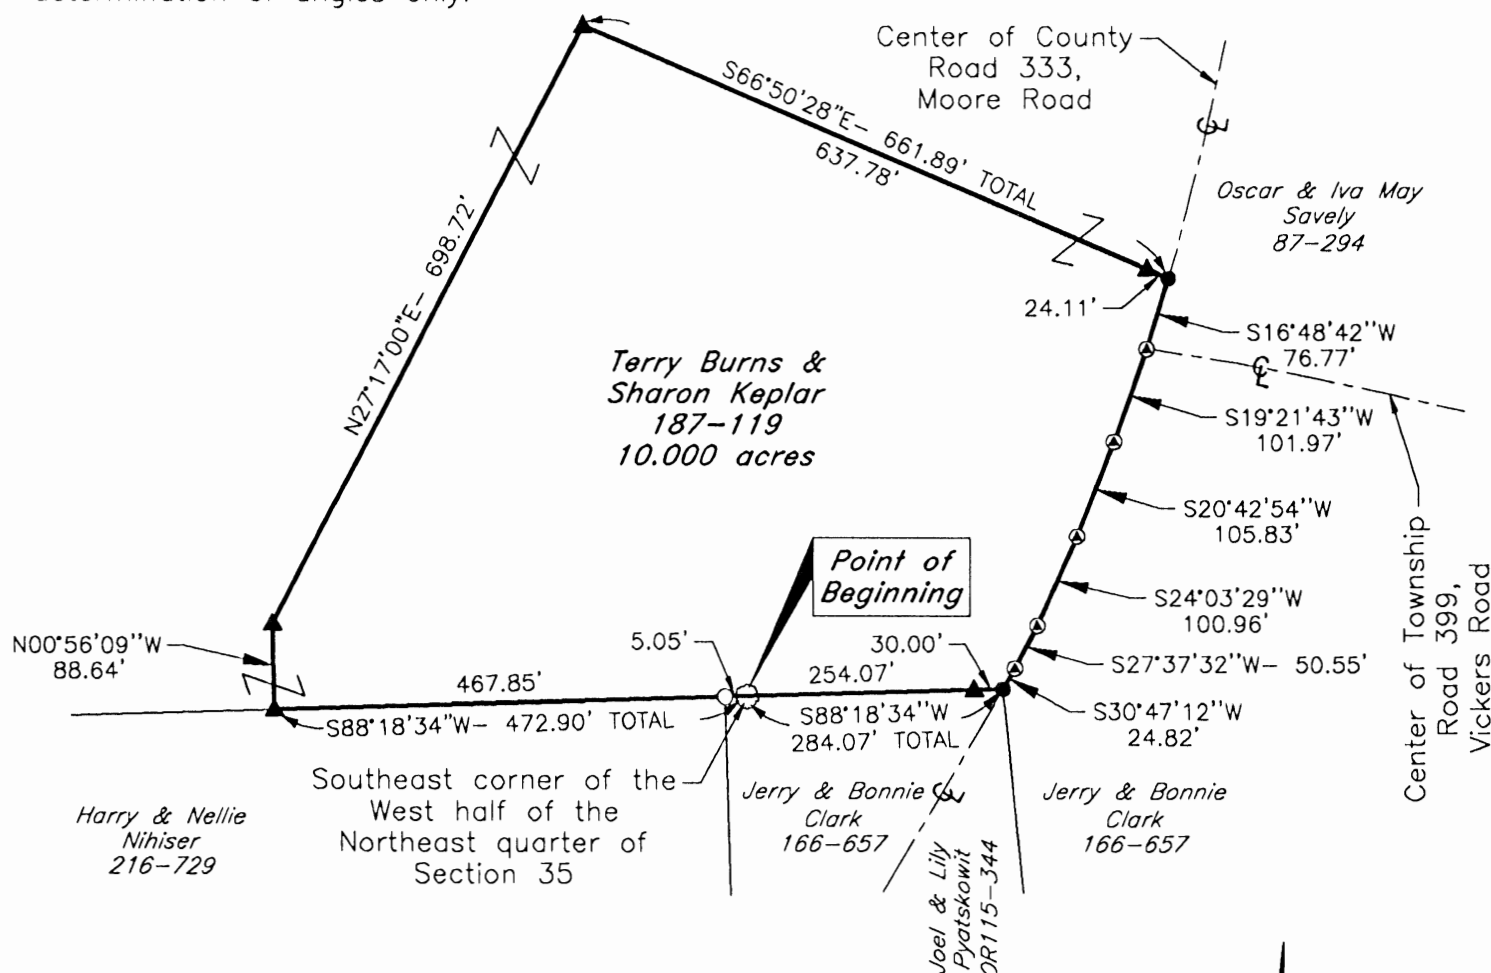 determination of angles only.
Center of County
Road 333,
Moore Road
S66°50'28"E- 661.89' TOTAL
637.78'
Oscar & Iva May
Savely
87-294
N27°17'00"E- 698.72'
24.11'
S16°48'42"W
76.77'
Terry Burns &
Sharon Keplar
187-119
10.000 acres
S19°21'43"W
101.97'
S20°42'54"W
105.83'
Center of Township
Road 399,
Vickers Road
Point of
Beginning
S24°03'29"W
100.96'
N00°56'09"W
88.64'
5.05'
30.00'
S27°37'32"W- 50.55'
467.85'
254.07'
S88°18'34"W- 472.90' TOTAL
S88°18'34"W
284.07' TOTAL
S30°47'12"W
24.82'
Southeast corner of the
West half of the
Northeast quarter of
Section 35
Harry & Nellie
Nihiser
216-729
Jerry & Bonnie
Clark
166-657
Jerry & Bonnie
Clark
166-657
Joel & Lily
Pyatskowit
OR115-344